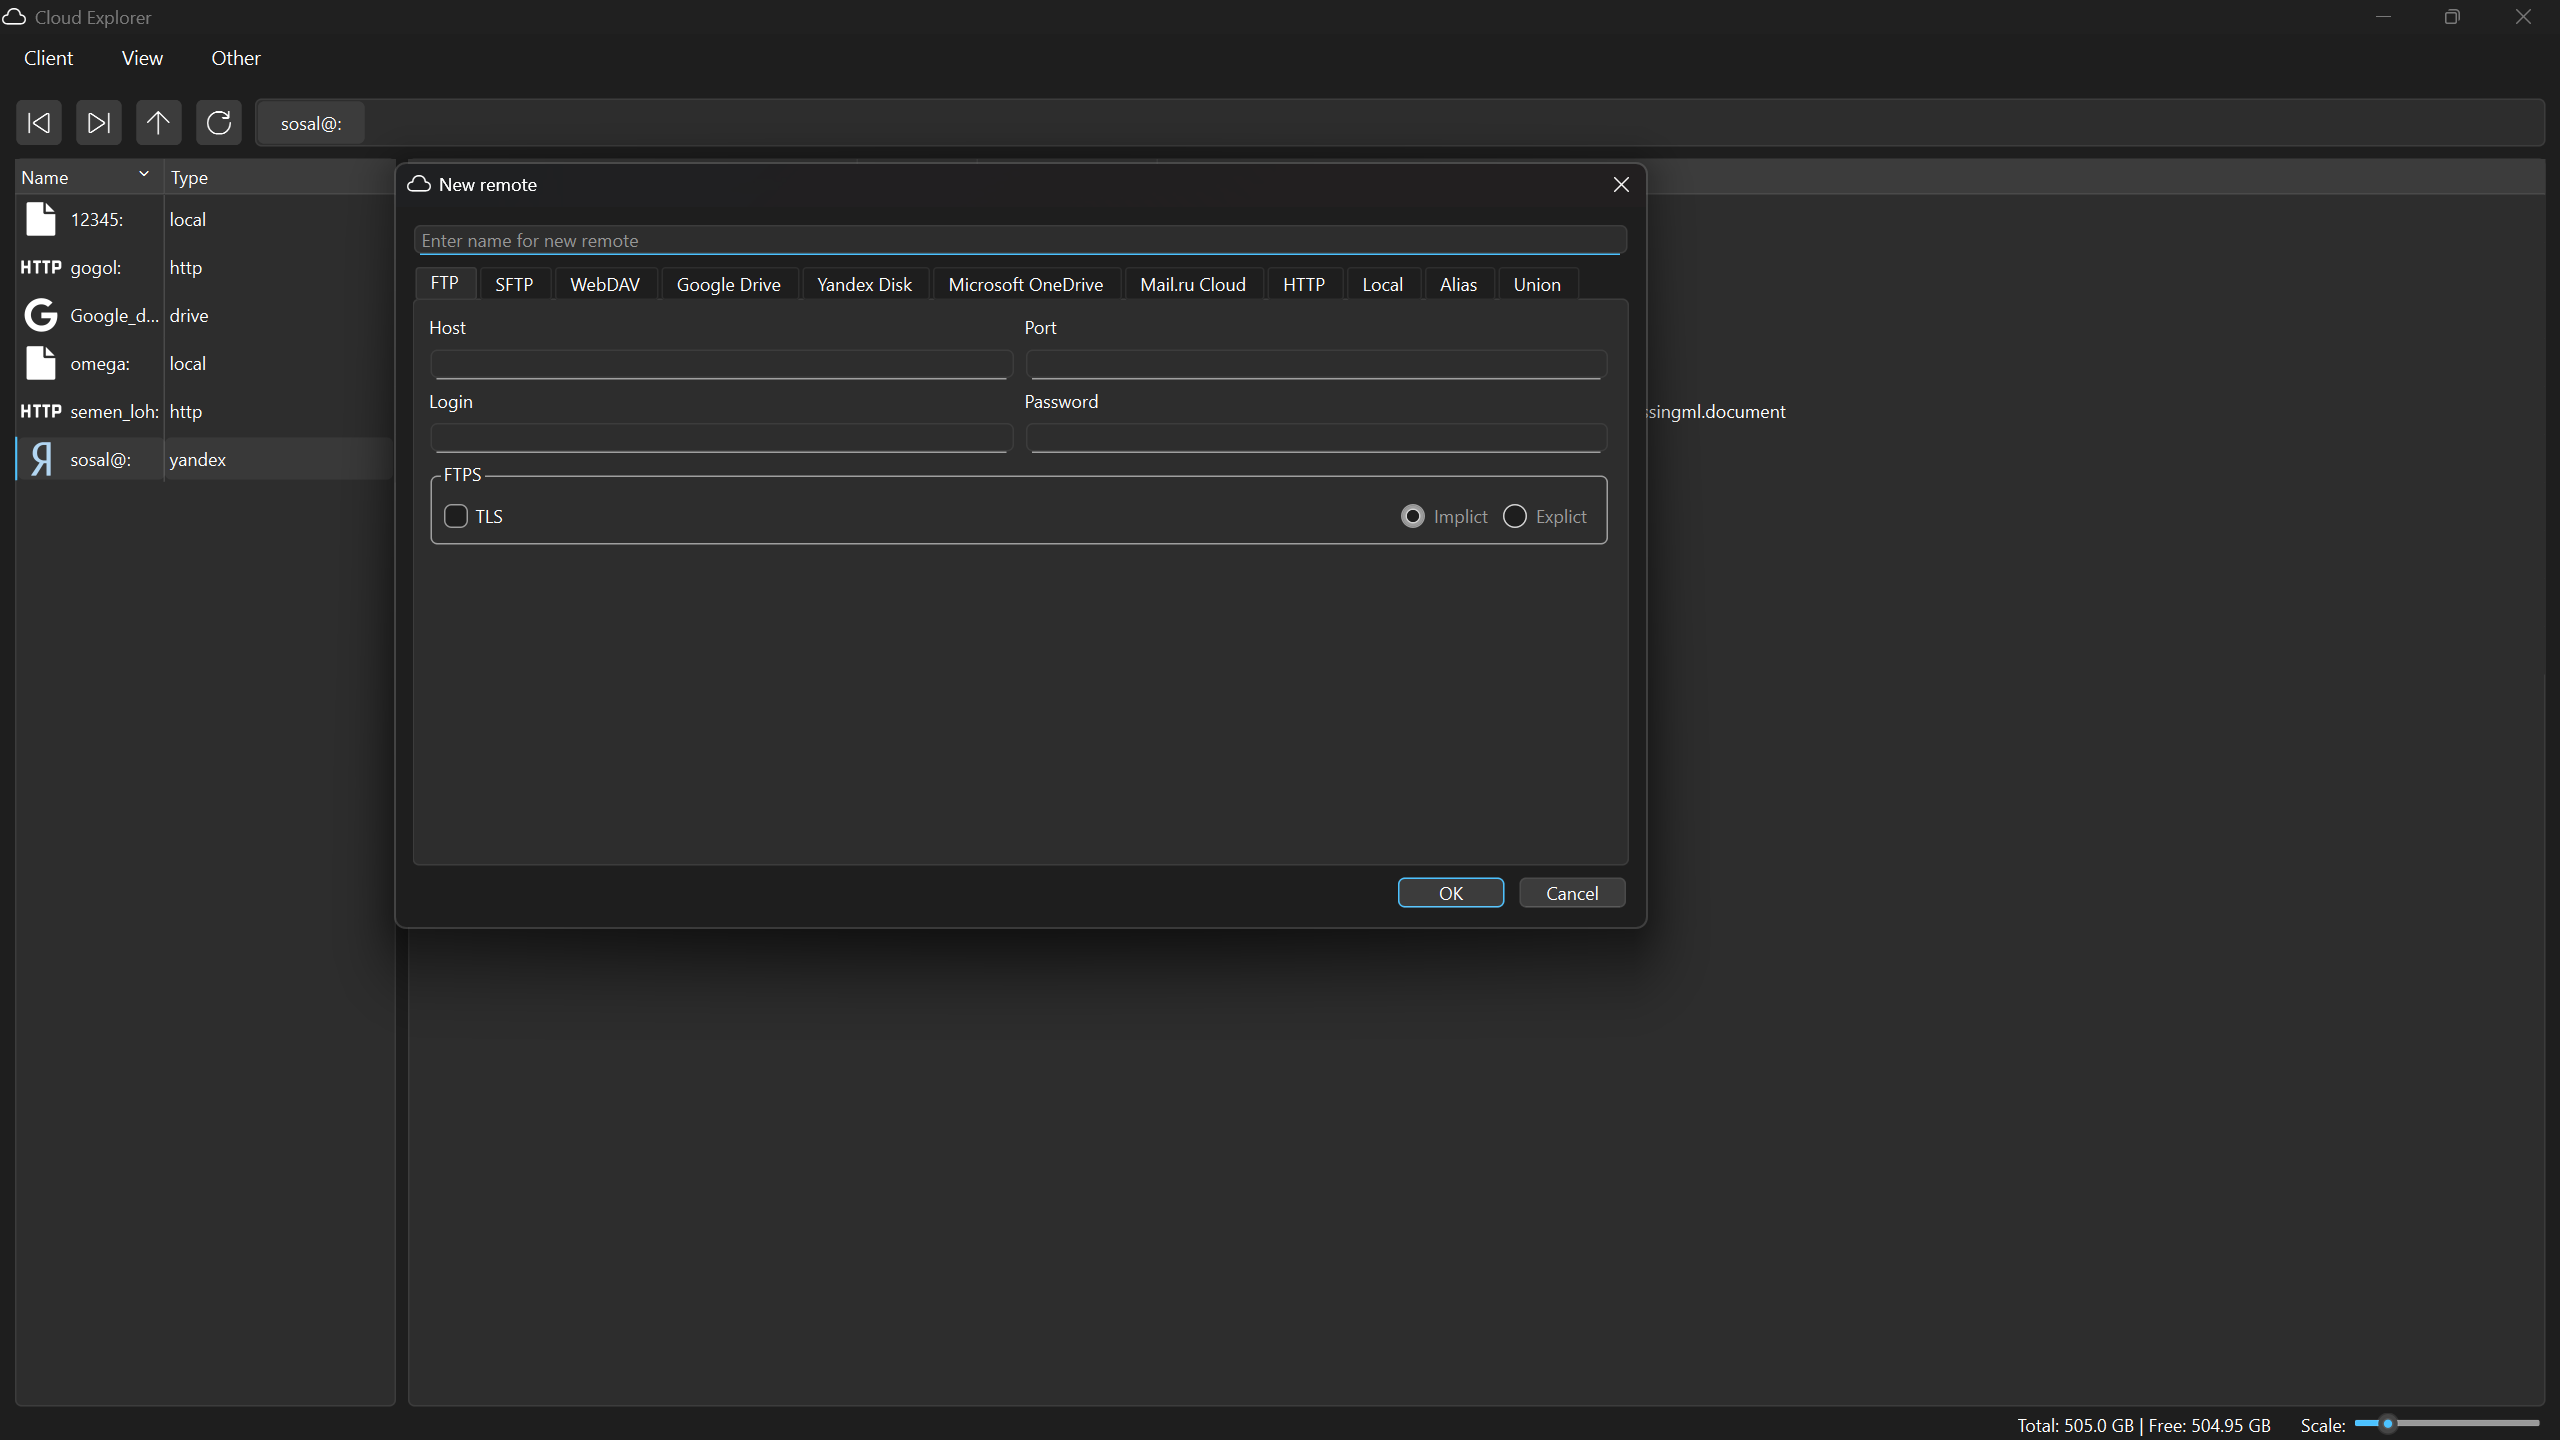 Cloud Explorer
Client View Other
sosal@:
Name Type
12345: local
HTTP gogol: http
Google_d... drive
omega: local
HTTP semen_loh: http
Я sosal@: yandex
New remote
Enter name for new remote
FTP SFTP WebDAV Google Drive Yandex Disk Microsoft OneDrive Mail.ru Cloud HTTP Local Alias Union
Host Port
Login Password
FTPS
TLS Implict Explict
OK Cancel
singml.document
Total: 505.0 GB | Free: 504.95 GB Scale: